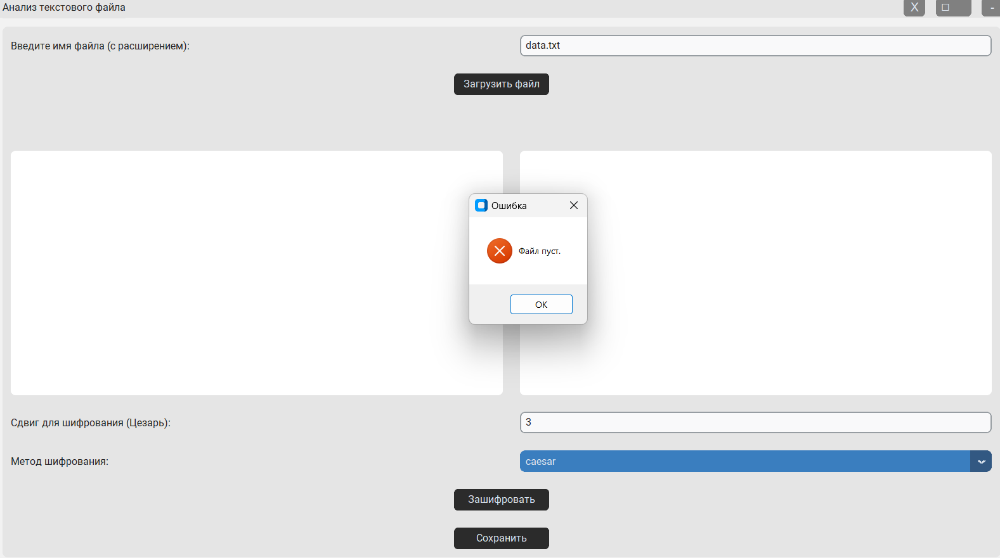 Анализ текстового файла
X □ -
Введите имя файла (с расширением):
data.txt
Загрузить файл
Ошибка
Файл пуст.
OK
Сдвиг для шифрования (Цезарь):
3
Метод шифрования:
caesar
Зашифровать
Сохранить